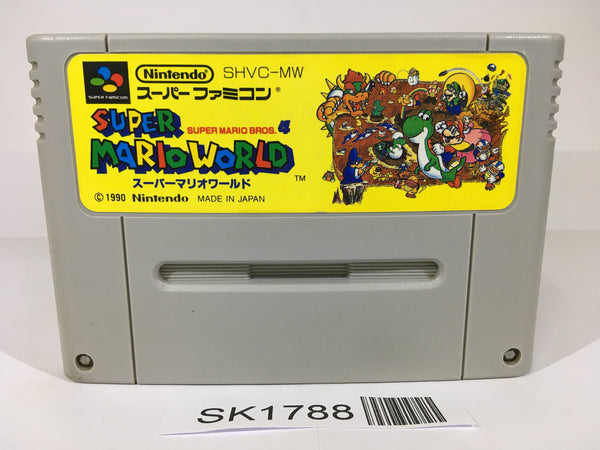 Nintendo SHVC-MW
SUPER FAMICOM
スーパーファミコン®
SUPER MARIO BROS. 4
SUPER
MARIO WORLD
スーパーマリオワールド ™
© 1990 Nintendo MADE IN JAPAN
SK1788